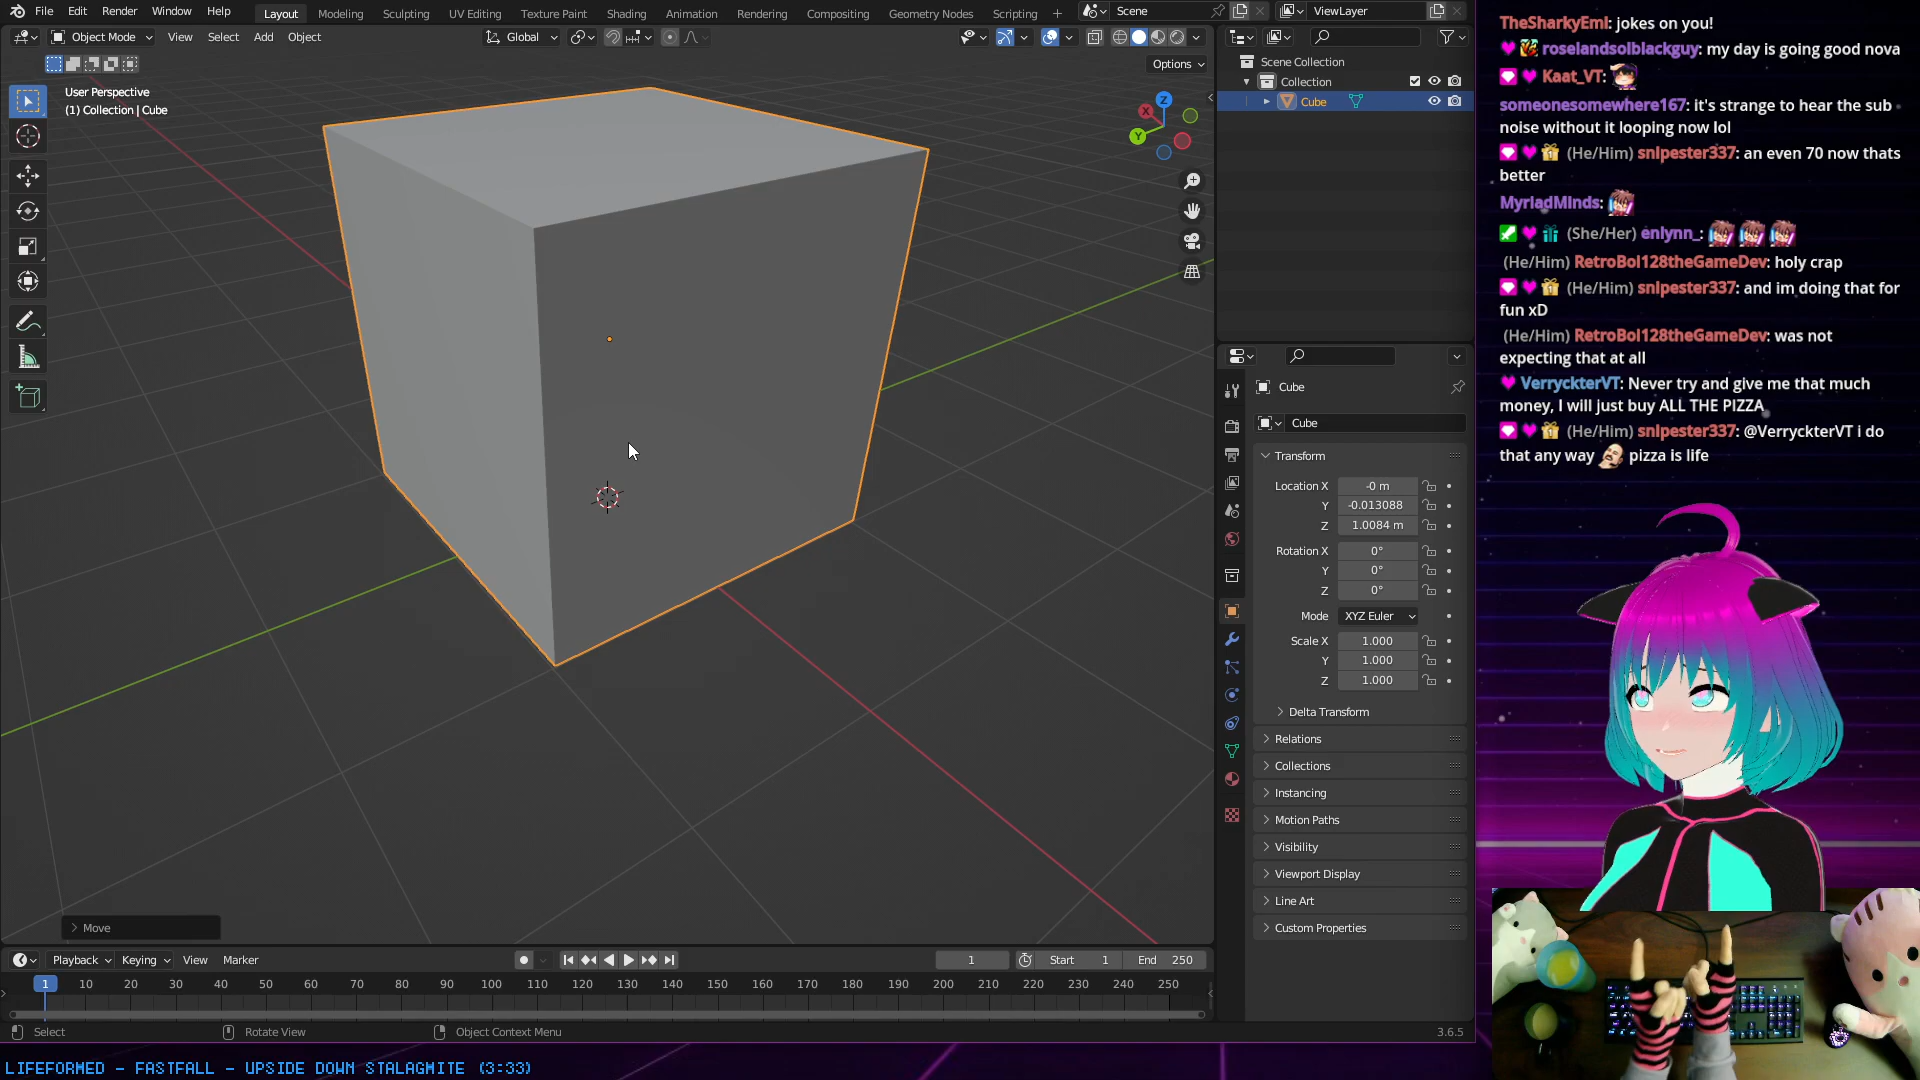 File Edit Render Window Help Layout Modeling Sculpting UV Editing Texture Paint Shading Animation Rendering Compositing Geometry Nodes Scripting + Scene ViewLayer
Object Mode View Select Add Object Global
Options
User Perspective
(1) Collection | Cube
X Y Z
Scene Collection
Collection
Cube
Cube
Cube
Transform
Location X -0 m
Y -0.013088
Z 1.0084 m
Rotation X 0°
Y 0°
Z 0°
Mode XYZ Euler
Scale X 1.000
Y 1.000
Z 1.000
Delta Transform
Relations
Collections
Instancing
Motion Paths
Visibility
Viewport Display
Line Art
Custom Properties
Move
Playback Keying View Marker 1 Start 1 End 250
1 10 20 30 40 50 60 70 80 90 100 110 120 130 140 150 160 170 180 190 200 210 220 230 240 250
Select Rotate View Object Context Menu 3.6.5
LIFEFORMED - FASTFALL - UPSIDE DOWN STALAGMITE (3:33)
TheSharkyEmi: jokes on you!
roselandsolblackguy: my day is going good nova
Kaat_VT:
someonesomewhere167: it's strange to hear the sub
noise without it looping now lol
(He/Him) snipester337: an even 70 now thats
better
MyriadMinds:
(She/Her) enlynn_:
(He/Him) RetroBoi128theGameDev: holy crap
(He/Him) snipester337: and im doing that for
fun xD
(He/Him) RetroBoi128theGameDev: was not
expecting that at all
VerryckterVT: Never try and give me that much
money, I will just buy ALL THE PIZZA
(He/Him) snipester337: @VerryckterVT i do
that any way pizza is life